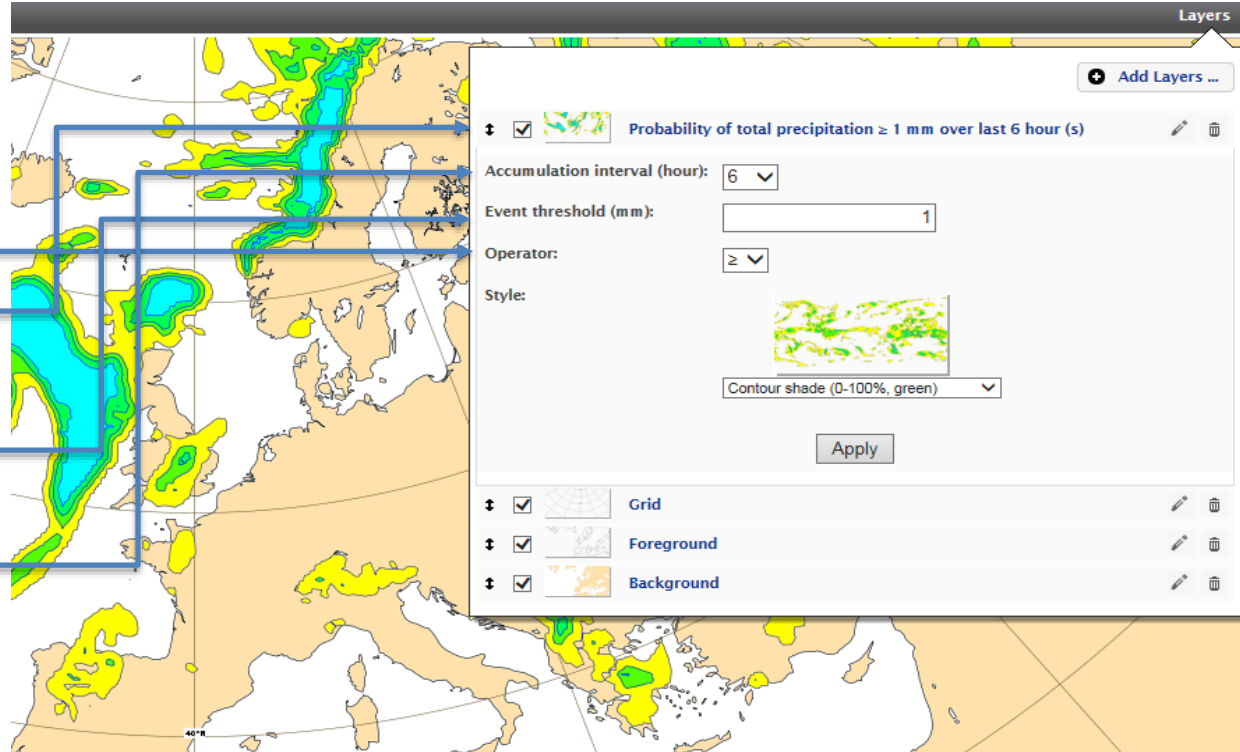 Layers
Add Layers ...
Probability of total precipitation ≥ 1 mm over last 6 hour (s)
Accumulation interval (hour): 6
Event threshold (mm): 1
Operator: ≥
Style:
Contour shade (0-100%, green)
Apply
Grid
Foreground
Background